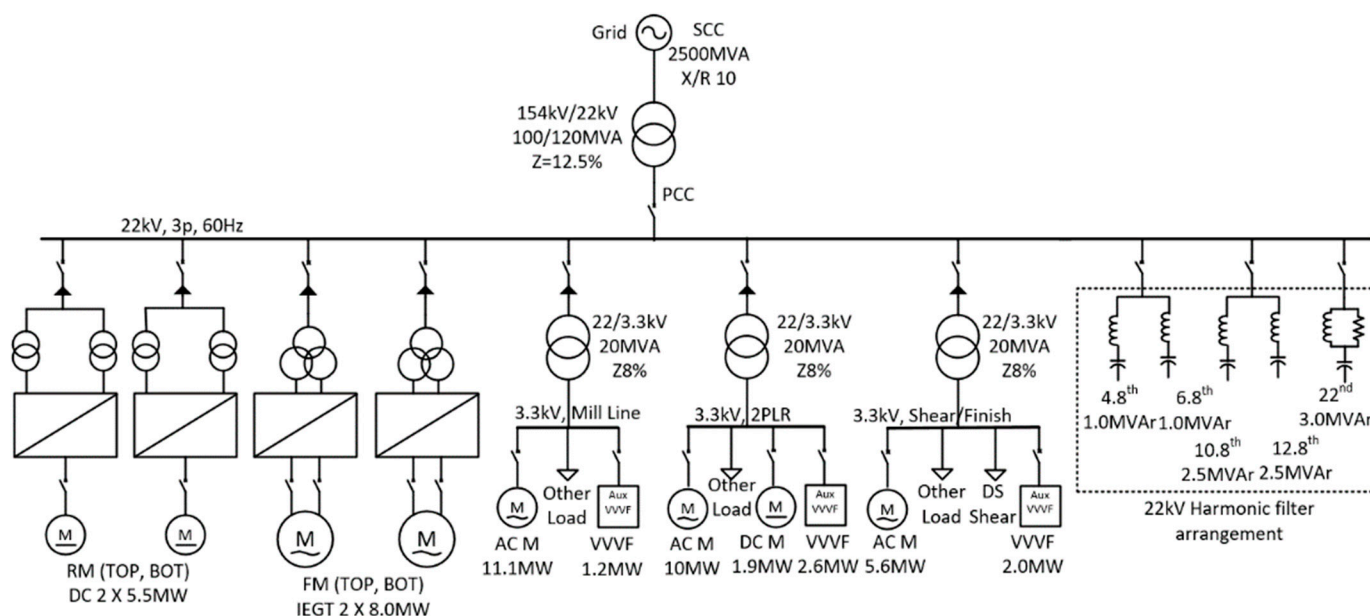 Grid
SCC
2500MVA
X/R 10
154kV/22kV
100/120MVA
Z=12.5%
PCC
22kV, 3p, 60Hz
22/3.3kV
20MVA
Z8%
22/3.3kV
20MVA
Z8%
22/3.3kV
20MVA
Z8%
3.3kV, Mill Line
3.3kV, 2PLR
3.3kV, Shear/Finish
4.8th
1.0MVAr
6.8th
1.0MVAr
10.8th
2.5MVAr
12.8th
2.5MVAr
22nd
3.0MVAr
22kV Harmonic filter
arrangement
M
M
RM (TOP, BOT)
DC 2 X 5.5MW
M
M
FM (TOP, BOT)
IEGT 2 X 8.0MW
M
AC M
11.1MW
Other
Load
Aux
VVVF
VVVF
1.2MW
M
AC M
10MW
Other
Load
M
DC M
1.9MW
Aux
VVVF
VVVF
2.6MW
M
AC M
5.6MW
Other
Load
DS
Shear
Aux
VVVF
VVVF
2.0MW